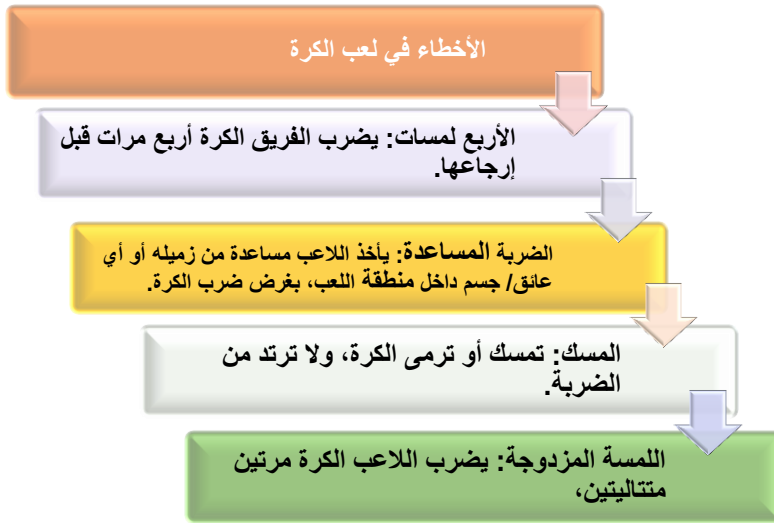 الأخطاء في لعب الكرة
الأربع لمسات: يضرب الفريق الكرة أربع مرات قبل
إرجاعها.
الضربة المساعدة: يأخذ اللاعب مساعدة من زميله أو أي
عائق/ جسم داخل منطقة اللعب، بغرض ضرب الكرة.
المسك: تمسك أو ترمى الكرة، ولا ترتد من
الضربة.
اللمسة المزدوجة: يضرب اللاعب الكرة مرتين
متتاليتين،